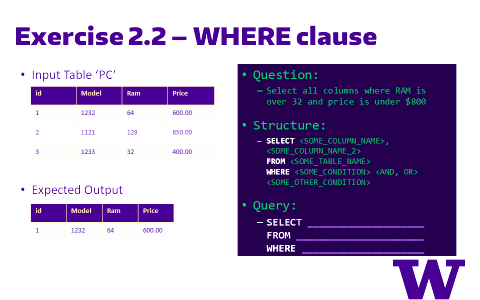 Exercise 2.2 – WHERE clause
• Input Table ‘PC’
id Model Ram Price
1 1232 64 600.00
2 1121 128 850.00
3 1233 32 400.00
• Expected Output
id Model Ram Price
1 1232 64 600.00
• Question:
– Select all columns where RAM is
over 32 and price is under $800
• Structure:
– SELECT <SOME_COLUMN_NAME>,
<SOME_COLUMN_NAME_2>
FROM <SOME_TABLE_NAME>
WHERE <SOME_CONDITION> <AND, OR>
<SOME_OTHER_CONDITION>
• Query:
– SELECT ____________________
FROM ____________________
WHERE ____________________
W